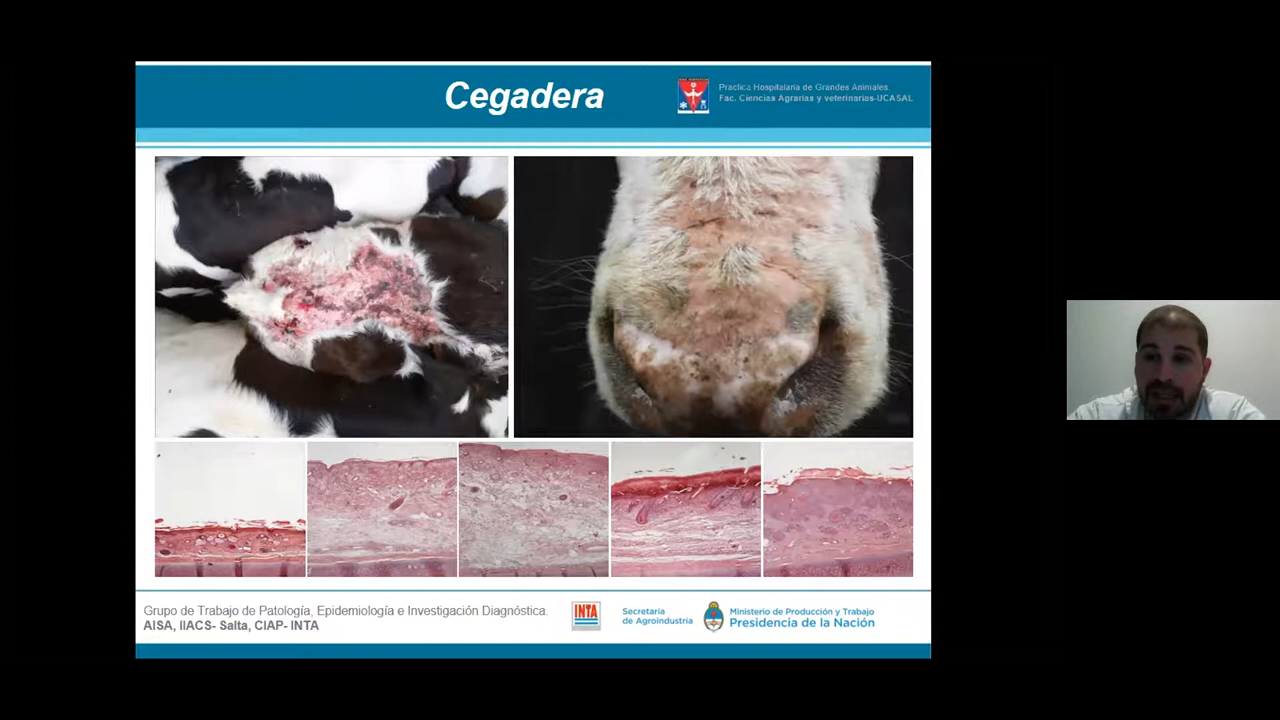 Cegadera
Practica Hospitalaria de Grandes Animales.
Fac. Ciencias Agrarias y veterinarias-UCASAL
Grupo de Trabajo de Patología, Epidemiología e Investigación Diagnóstica.
AISA, IIACS- Salta, CIAP- INTA
INTA
Secretaría
de Agroindustria
Ministerio de Producción y Trabajo
Presidencia de la Nación